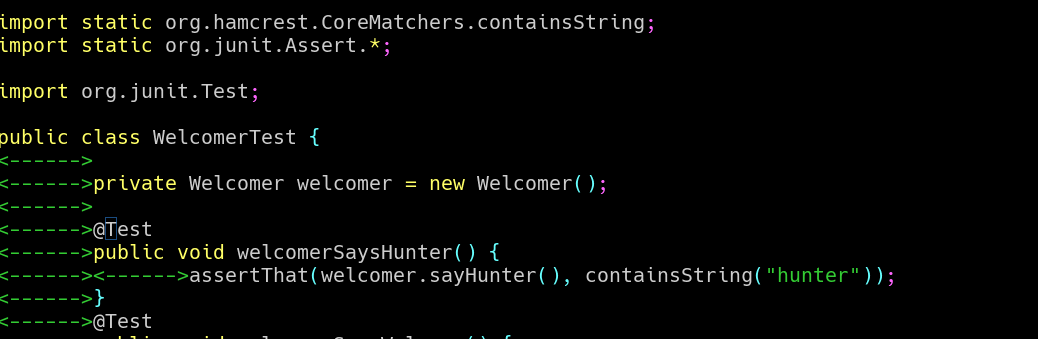 import static org.hamcrest.CoreMatchers.containsString;
import static org.junit.Assert.*;
import org.junit.Test;
public class WelcomerTest {
<------>
<------>private Welcomer welcomer = new Welcomer();
<------>
<------>@Test
<------>public void welcomerSaysHunter() {
<------><------>assertThat(welcomer.sayHunter(), containsString("hunter"));
<------>}
<------>@Test